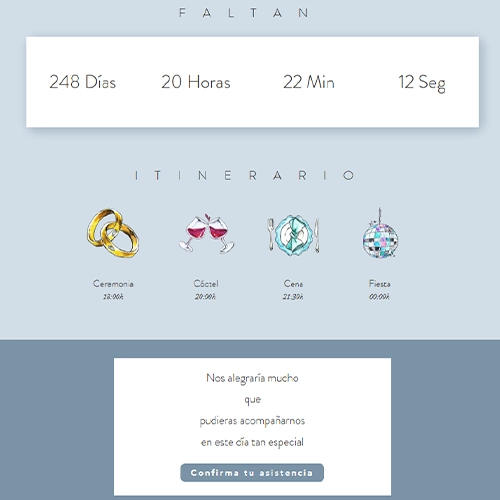 FALTAN
248 Días 20 Horas 22 Min 12 Seg
ITINERARIO
Ceremonia Cóctel Cena Fiesta
18:00h 20:00h 21:30h 00:00h
Nos alegraría mucho
que
pudieras acompañarnos
en este día tan especial
Confirma tu asistencia